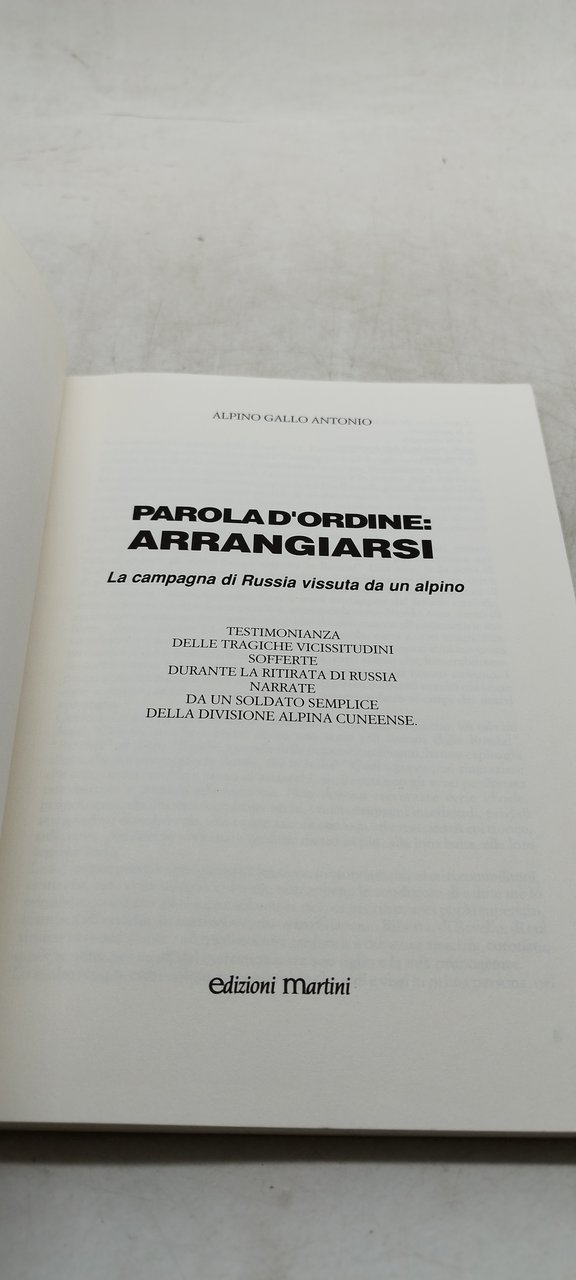 ALPINO GALLO ANTONIO
PAROLA D'ORDINE:
ARRANGIARSI
La campagna di Russia vissuta da un alpino
TESTIMONIANZA
DELLE TRAGICHE VICISSITUDINI
SOFFERTE
DURANTE LA RITIRATA DI RUSSIA
NARRATE
DA UN SOLDATO SEMPLICE
DELLA DIVISIONE ALPINA CUNEENSE.
edizioni martini